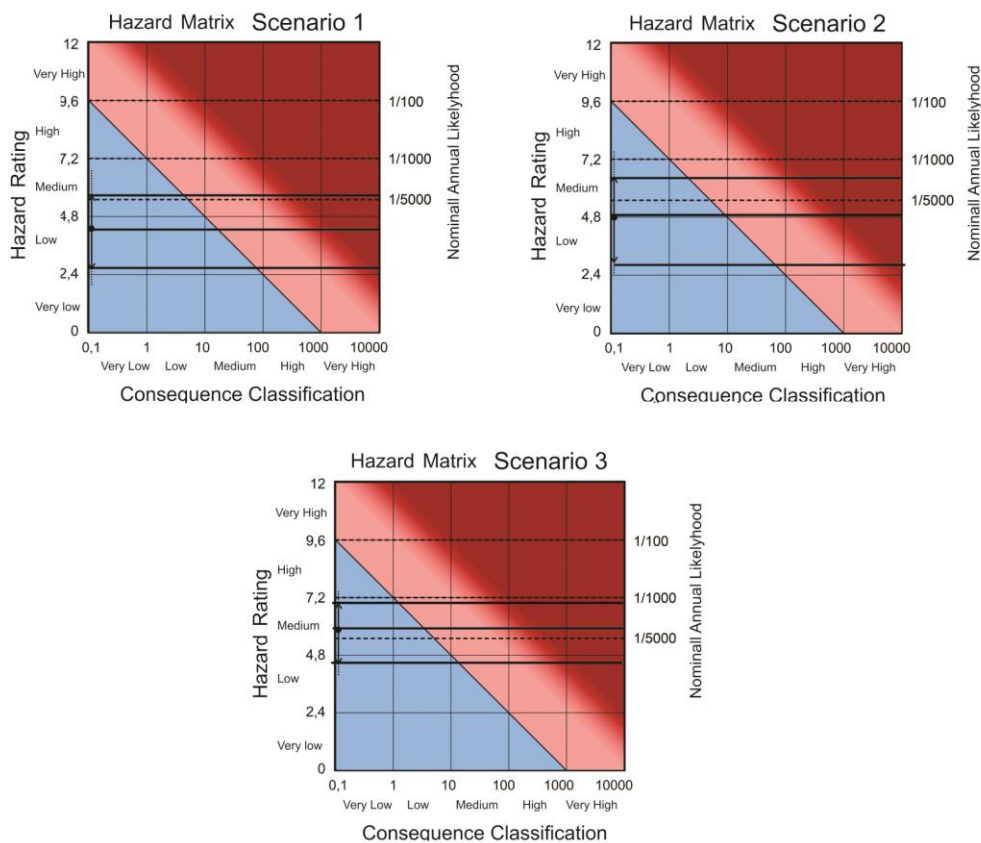 Hazard Matrix Scenario 1
12
Very High
9,6
High
7,2
Medium
4,8
Low
2,4
Very low
0
Hazard Rating
1/100
1/1000
1/5000
Nominall Annual Likelyhood
0,1 1 10 100 1000 10000
Very Low Low Medium High Very High
Consequence Classification
Hazard Matrix Scenario 2
12
Very High
9,6
High
7,2
Medium
4,8
Low
2,4
Very low
0
Hazard Rating
1/100
1/1000
1/5000
Nominall Annual Likelyhood
0,1 1 10 100 1000 10000
Very Low Low Medium High Very High
Consequence Classification
Hazard Matrix Scenario 3
12
Very High
9,6
High
7,2
Medium
4,8
Low
2,4
Very low
0
Hazard Rating
1/100
1/1000
1/5000
Nominall Annual Likelyhood
0,1 1 10 100 1000 10000
Very Low Low Medium High Very High
Consequence Classification